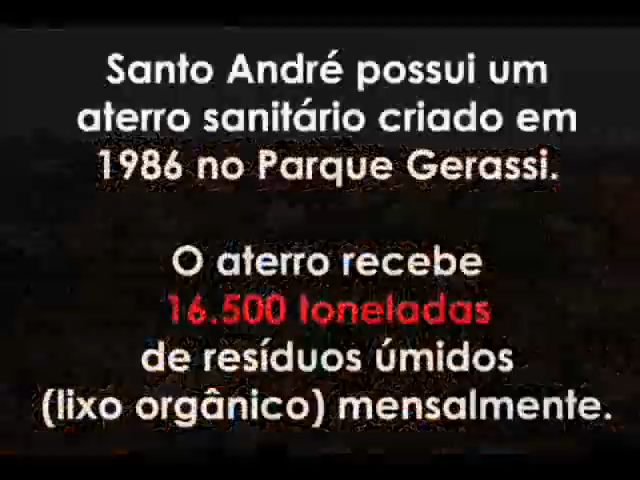 Santo André possui um
aterro sanitário criado em
1986 no Parque Gerassi.
O aterro recebe
16.500 toneladas
de resíduos úmidos
(lixo orgânico) mensalmente.